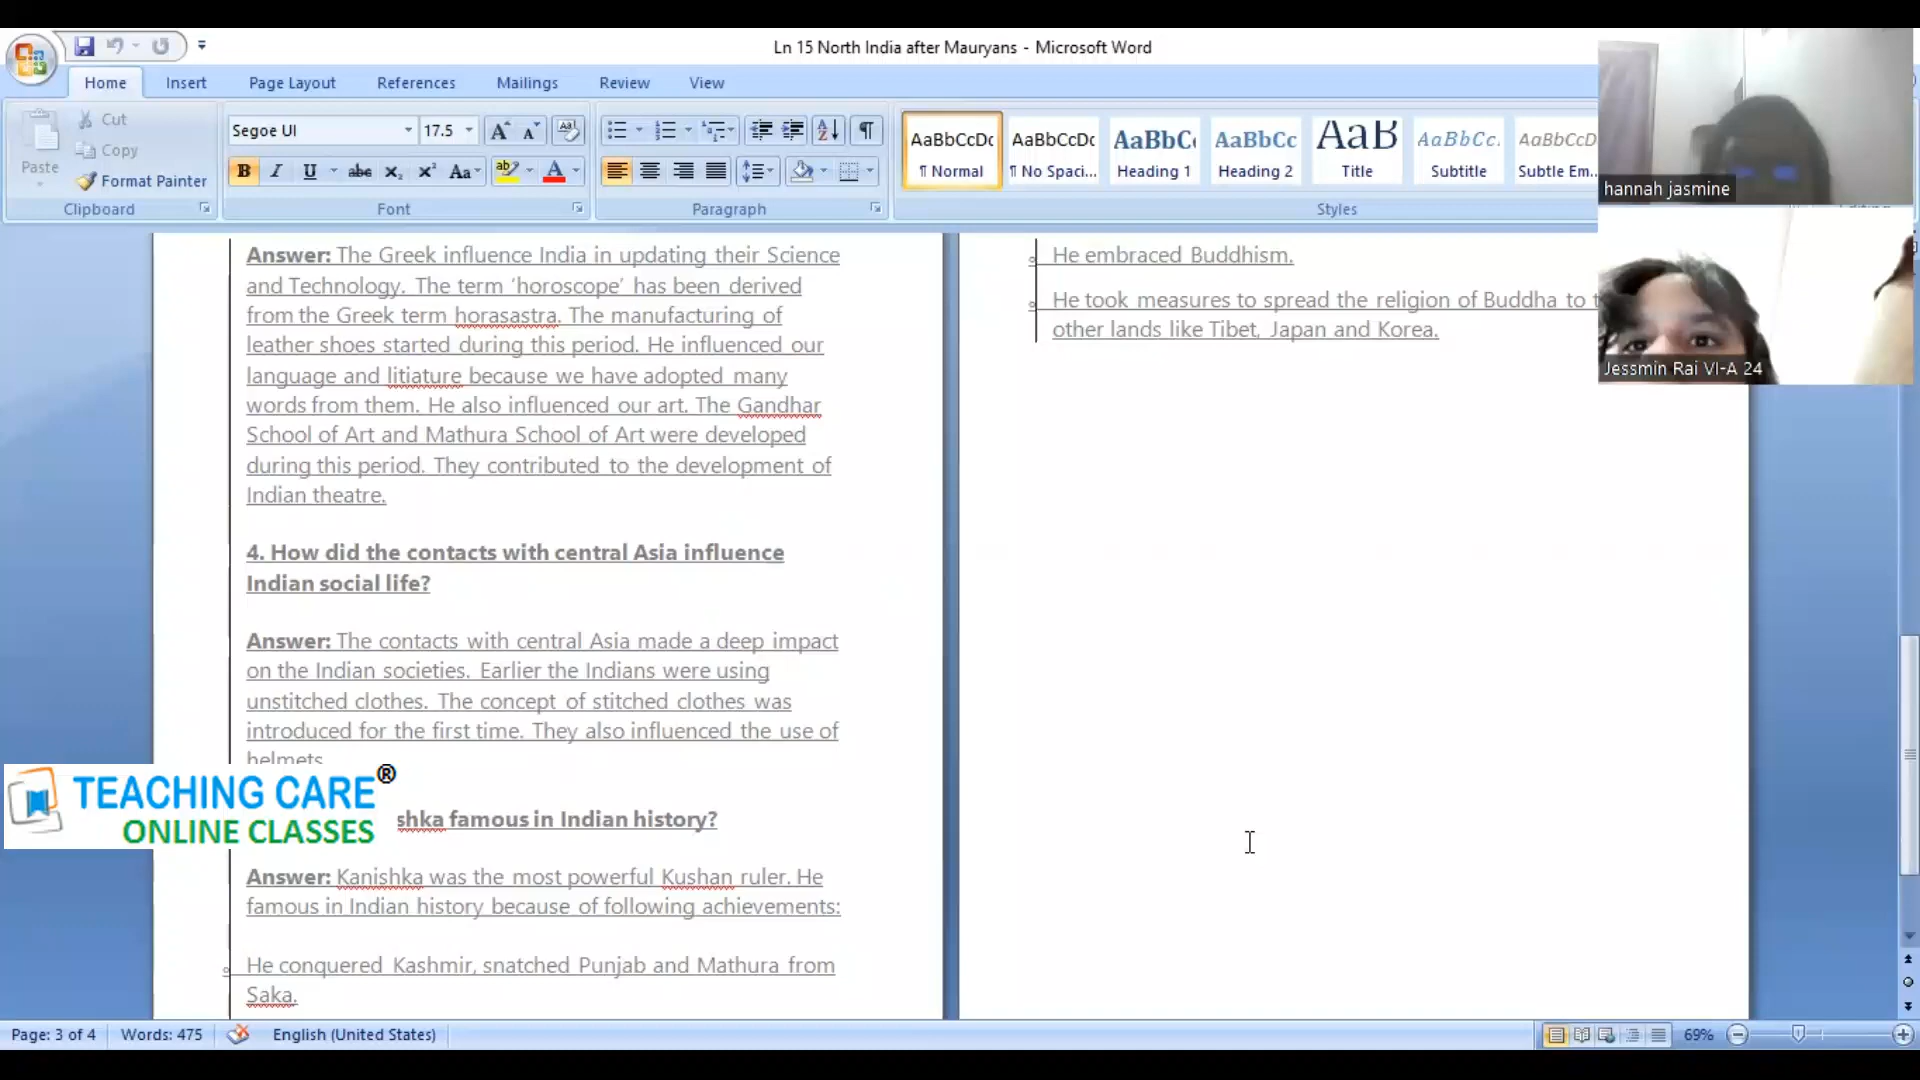 Ln 15 North India after Mauryans - Microsoft Word
Home Insert Page Layout References Mailings Review View
Paste
Cut
Copy
Format Painter
Clipboard
Segoe UI 17.5
Font
Paragraph
AaBbCcDc AaBbCcDc AaBbC AaBbCc AaB AaBbCc. AaBbCcD
¶ Normal ¶ No Spaci... Heading 1 Heading 2 Title Subtitle Subtle Em...
Styles
hannah jasmine
Jessmin Rai VI-A 24
Answer: The Greek influence India in updating their Science
and Technology. The term ‘horoscope’ has been derived
from the Greek term horasastra. The manufacturing of
leather shoes started during this period. He influenced our
language and litiature because we have adopted many
words from them. He also influenced our art. The Gandhar
School of Art and Mathura School of Art were developed
during this period. They contributed to the development of
Indian theatre.
4. How did the contacts with central Asia influence
Indian social life?
Answer: The contacts with central Asia made a deep impact
on the Indian societies. Earlier the Indians were using
unstitched clothes. The concept of stitched clothes was
introduced for the first time. They also influenced the use of
helmets
shka famous in Indian history?
Answer: Kanishka was the most powerful Kushan ruler. He
famous in Indian history because of following achievements:
He conquered Kashmir, snatched Punjab and Mathura from
Saka.
He embraced Buddhism.
He took measures to spread the religion of Buddha to
other lands like Tibet, Japan and Korea.
TEACHING CARE®
ONLINE CLASSES
Page: 3 of 4 Words: 475 English (United States) 69%